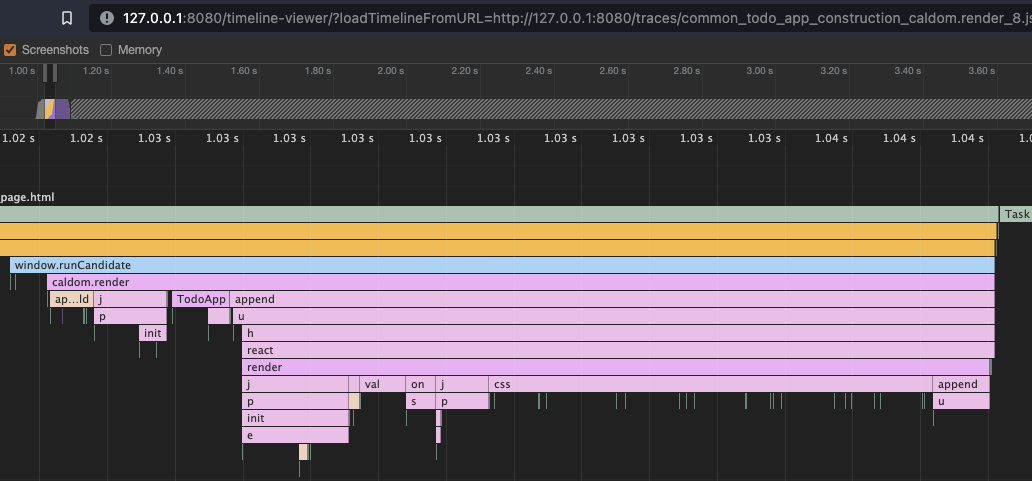 127.0.0.1:8080/timeline-viewer/?loadTimelineFromURL=http://127.0.0.1:8080/traces/common_todo_app_construction_caldom.render_8.js
Screenshots Memory
1.00 s 1.20 s 1.40 s 1.60 s 1.80 s 2.00 s 2.20 s 2.40 s 2.60 s 2.80 s 3.00 s 3.20 s 3.40 s 3.60 s
1.02 s 1.02 s 1.03 s 1.03 s 1.03 s 1.03 s 1.03 s 1.03 s 1.03 s 1.03 s 1.03 s 1.03 s 1.04 s 1.04 s 1.04 s 1.0
page.html
Task
window.runCandidate
caldom.render
ap...ld j TodoApp append
p u
init h
react
render
j val on j css append
p s p u
init
e